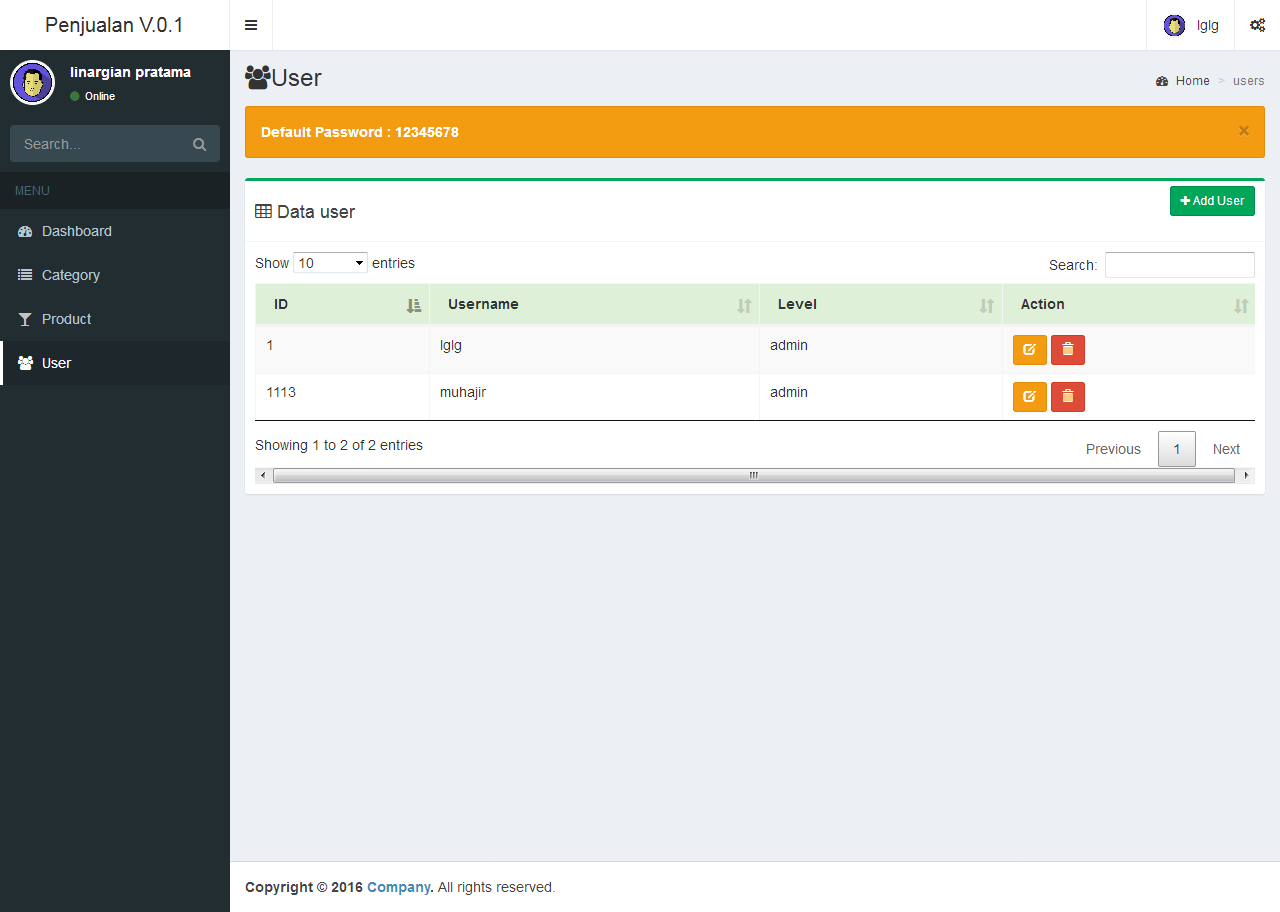 Penjualan V.0.1
lglg
linargian pratama
Online
Search...
MENU
Dashboard
Category
Product
User
User
Home > users
Default Password : 12345678
×
Data user
Add User
Show 10 entries
Search:
ID Username Level Action
1 lglg admin
1113 muhajir admin
Showing 1 to 2 of 2 entries
Previous 1 Next
Copyright © 2016 Company. All rights reserved.